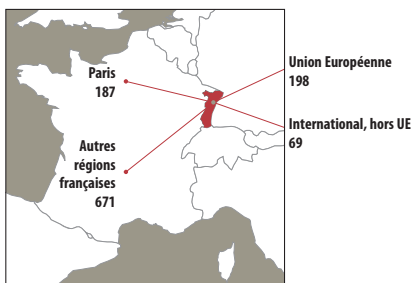 Paris
187
Autres
régions
françaises
671
Union Européenne
198
International, hors UE
69